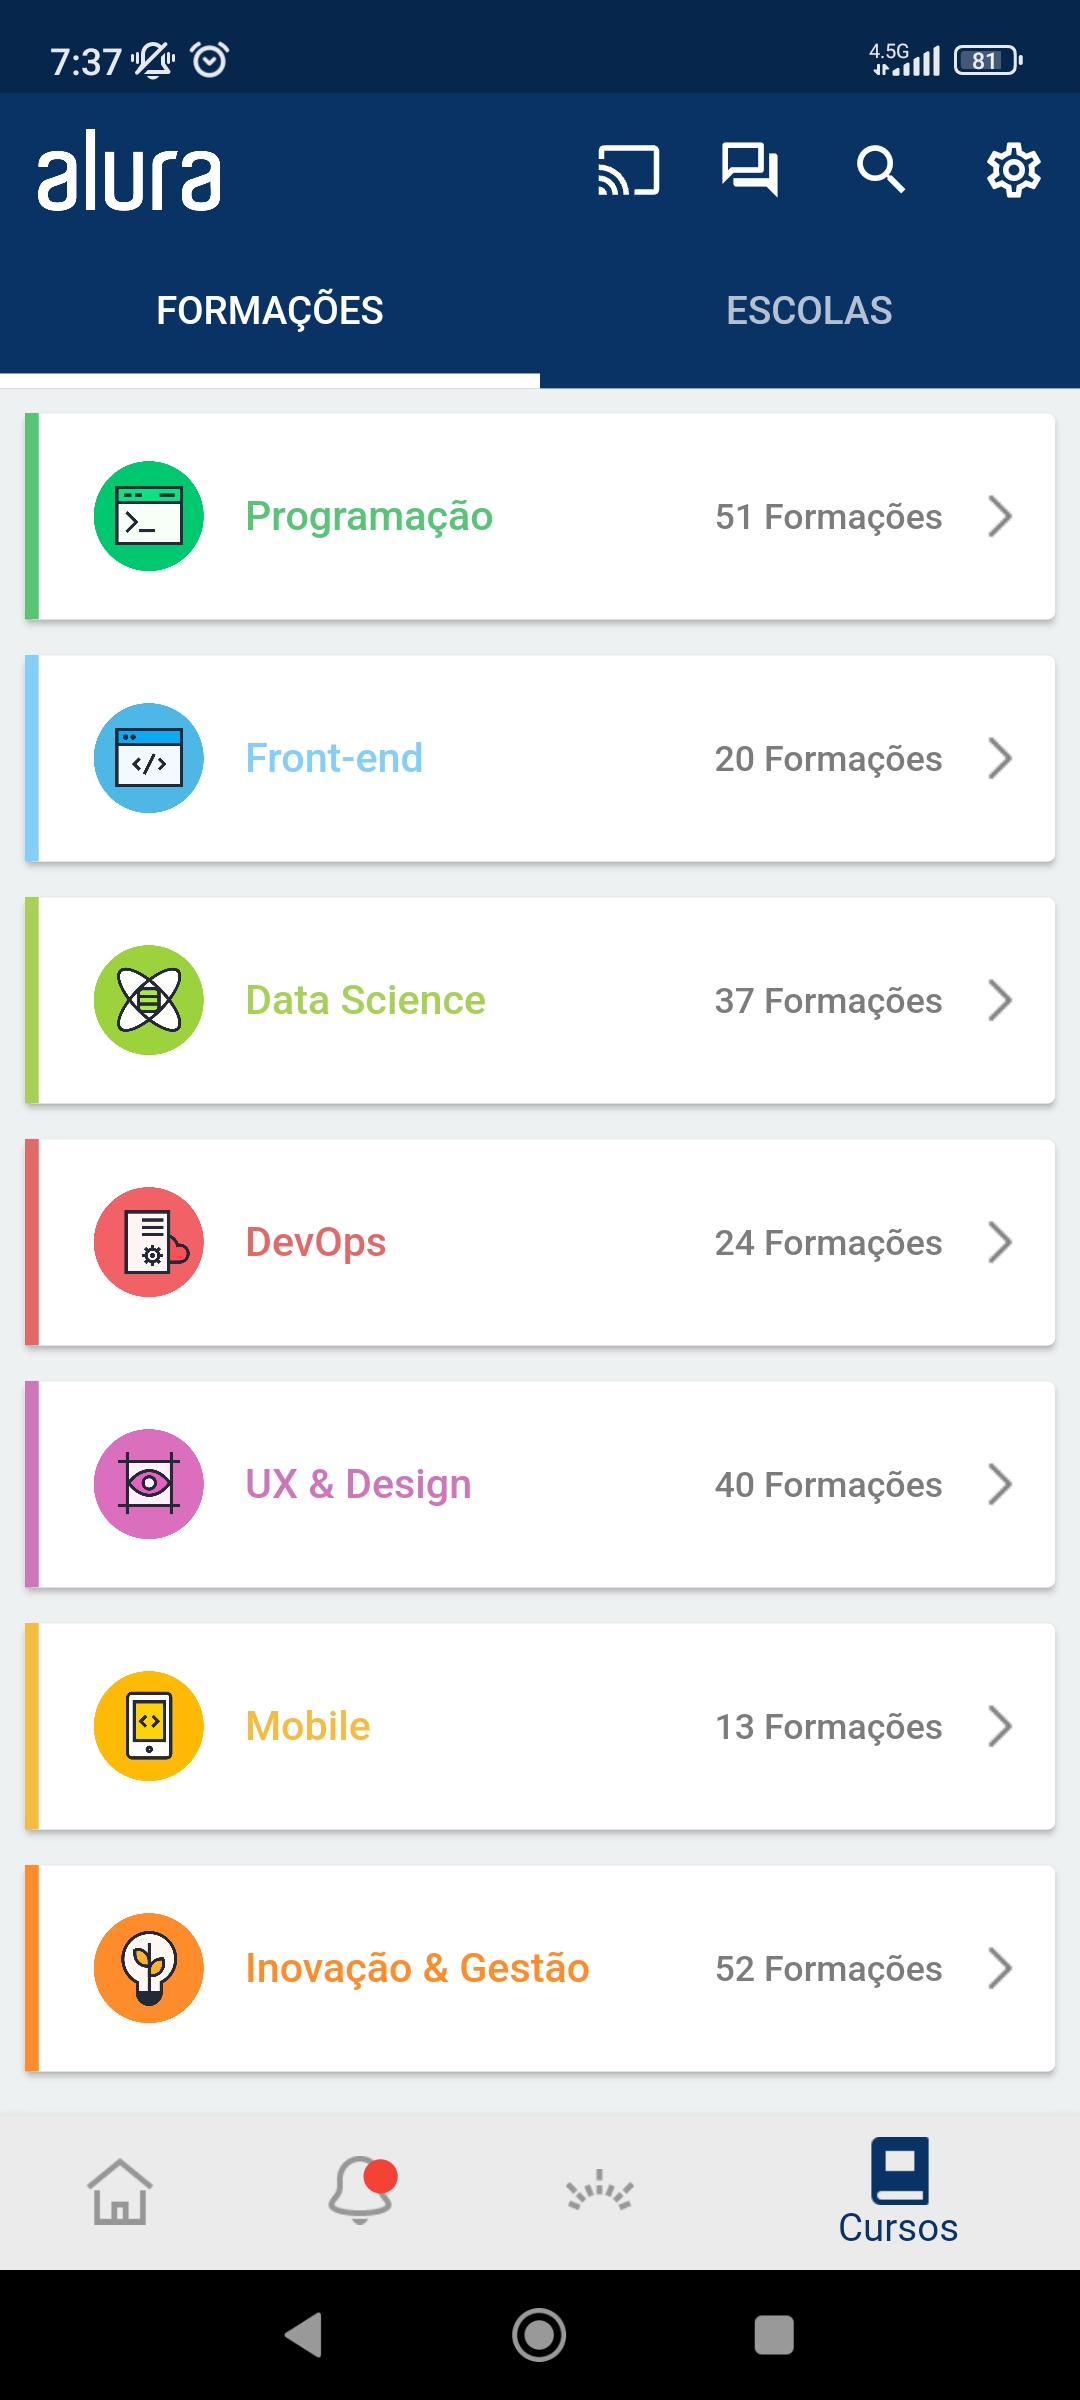 7:37 4.5G 81
alura
FORMAÇÕES ESCOLAS
Programação 51 Formações
Front-end 20 Formações
Data Science 37 Formações
DevOps 24 Formações
UX & Design 40 Formações
Mobile 13 Formações
Inovação & Gestão 52 Formações
Cursos